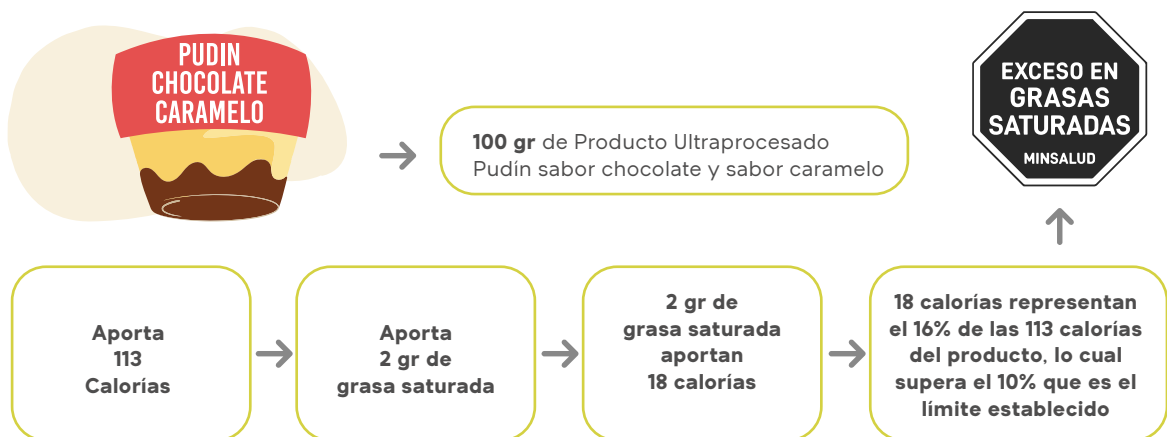 PUDIN
CHOCOLATE
CARAMELO
100 gr de Producto Ultraprocesado
Pudín sabor chocolate y sabor caramelo
EXCESO EN
GRASAS
SATURADAS
MINSALUD
Aporta
113
Calorías
Aporta
2 gr de
grasa saturada
2 gr de
grasa saturada
aportan
18 calorías
18 calorías representan
el 16% de las 113 calorías
del producto, lo cual
supera el 10% que es el
límite establecido